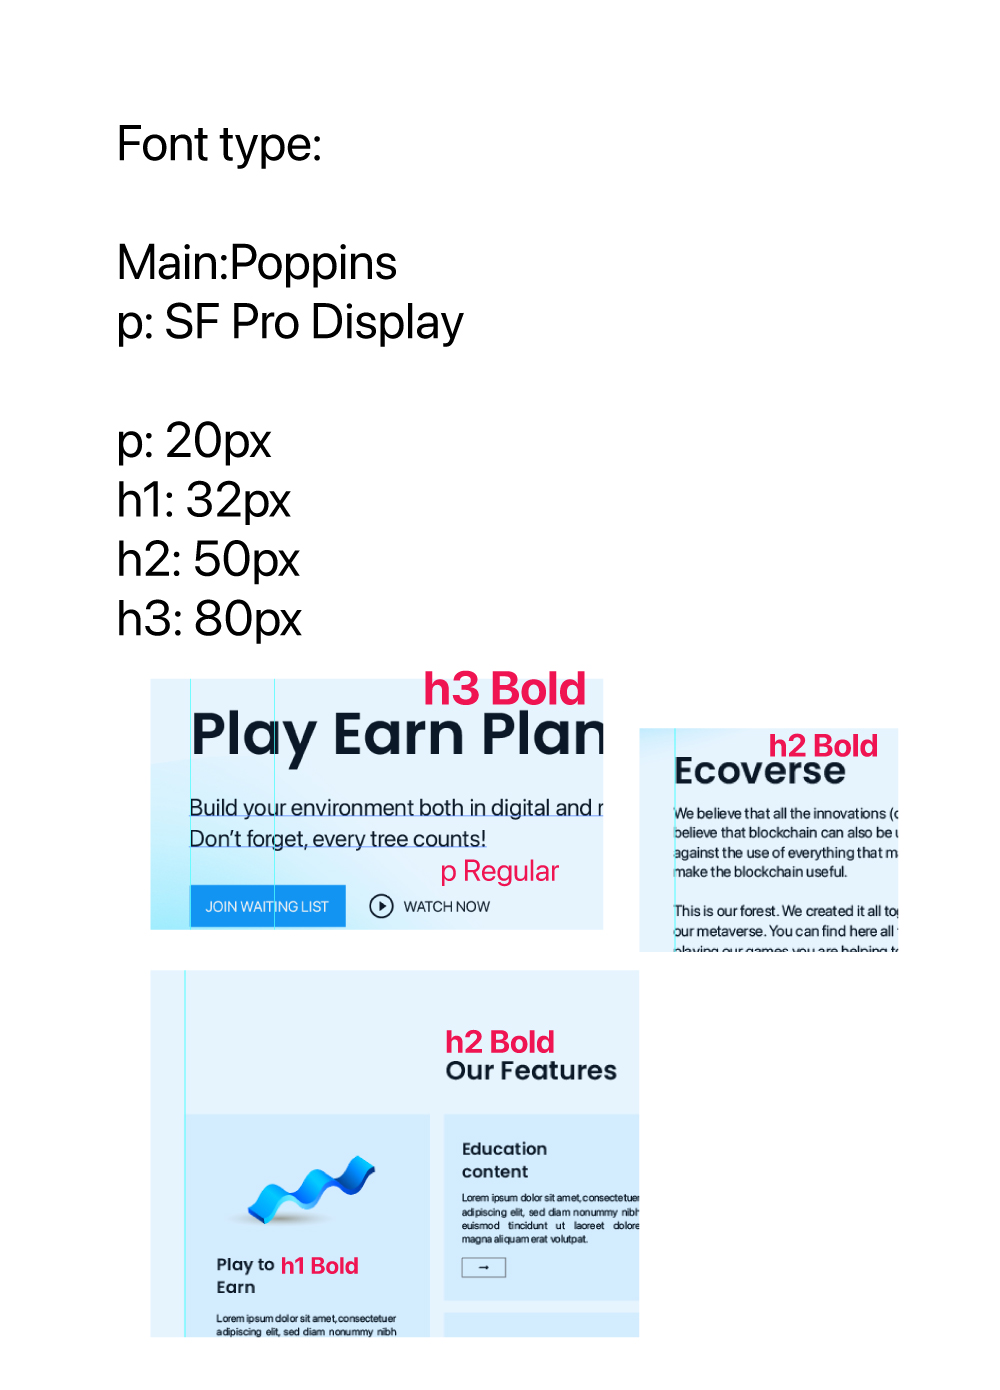 Font type:
Main:Poppins
p: SF Pro Display
p: 20px
h1: 32px
h2: 50px
h3: 80px
h3 Bold
Play Earn Plan
Build your environment both in digital and r
Don't forget, every tree counts!
p Regular
JOIN WAITING LIST
WATCH NOW
h2 Bold
Ecoverse
We believe that all the innovations (
believe that blockchain can also be
against the use of everything that m
make the blockchain useful.
This is our forest. We created it all to
our metaverse. You can find here all
playing our games you are helping t
h2 Bold
Our Features
Play to h1 Bold
Earn
Lorem ipsum dolor sit amet, consectetuer
adipiscing elit, sed diam nonummy nibh
Education
content
Lorem ipsum dolor sit amet, consectetuer
adipiscing elit, sed diam nonummy nibh
euismod tincidunt ut laoreet dolore
magna aliquam erat volutpat.